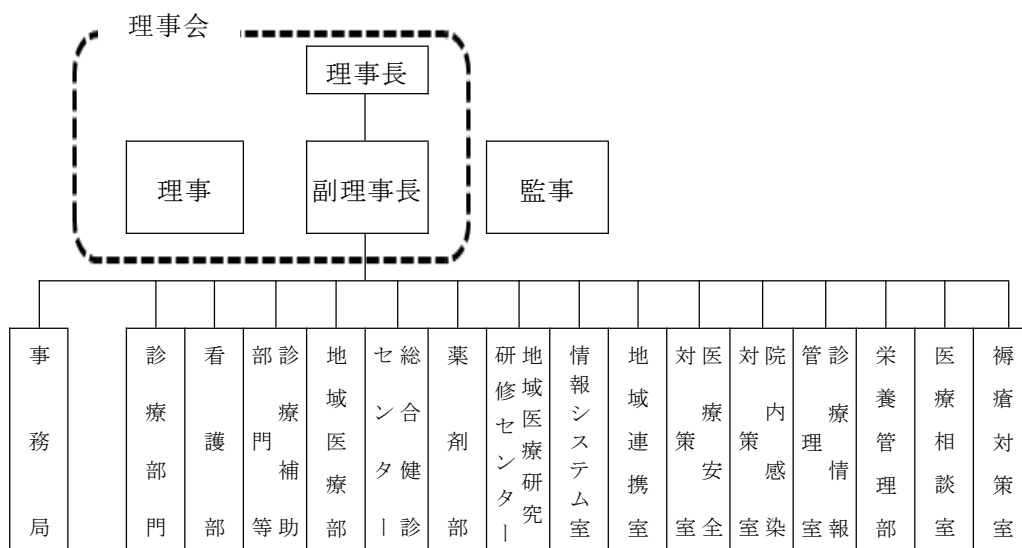 理事会
理事長
理事
副理事長
監事
事務局
診療部門
看護部
診療補助
部門等
地域医療部
総合健診
センター
薬剤部
地域医療研究
研修センター
情報システム室
地域連携室
医療安全
対策室
院内感染
対策室
診療情報
管理室
栄養管理部
医療相談室
褥瘡対策室